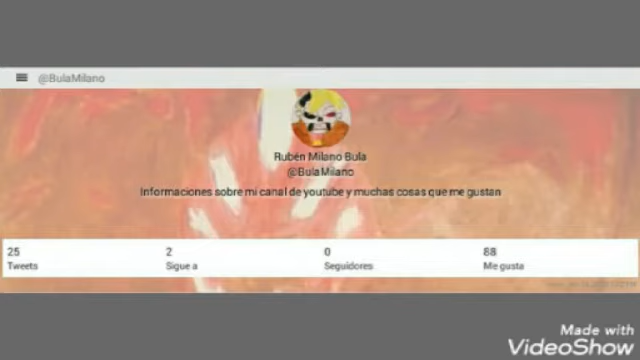 @BulaMilano
Rubén Milano Bula
@BulaMilano
Informaciones sobre mi canal de youtube y muchas cosas que me gustan
25 2 0 88
Tweets Sigue a Seguidores Me gusta
Made with
VideoShow